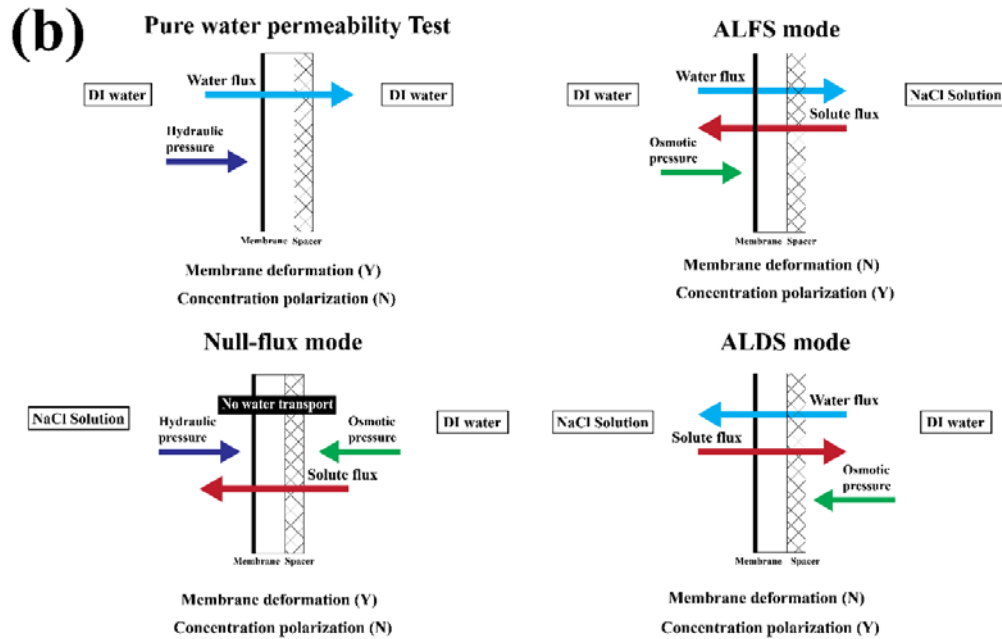 (b)
Pure water permeability Test
Water flux
DI water
DI water
Hydraulic
pressure
Membrane Spacer
Membrane deformation (Y)
Concentration polarization (N)
ALFS mode
Water flux
DI water
NaCl Solution
Solute flux
Osmotic
pressure
Membrane Spacer
Membrane deformation (N)
Concentration polarization (Y)
Null-flux mode
No water transport
NaCl Solution
Hydraulic
pressure
Osmotic
pressure
DI water
Solute flux
Membrane Spacer
Membrane deformation (Y)
Concentration polarization (N)
ALDS mode
Water flux
NaCl Solution
DI water
Solute flux
Osmotic
pressure
Membrane Spacer
Membrane deformation (N)
Concentration polarization (Y)